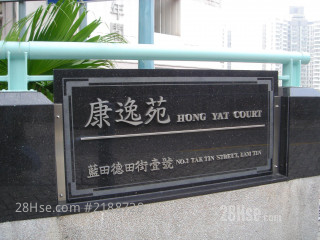 康逸苑 HONG YAT COURT
藍田德田街壹號 NO.1 TAK TIN STREET, LAM TIN
28Hse.com #2188720
28Hse.com